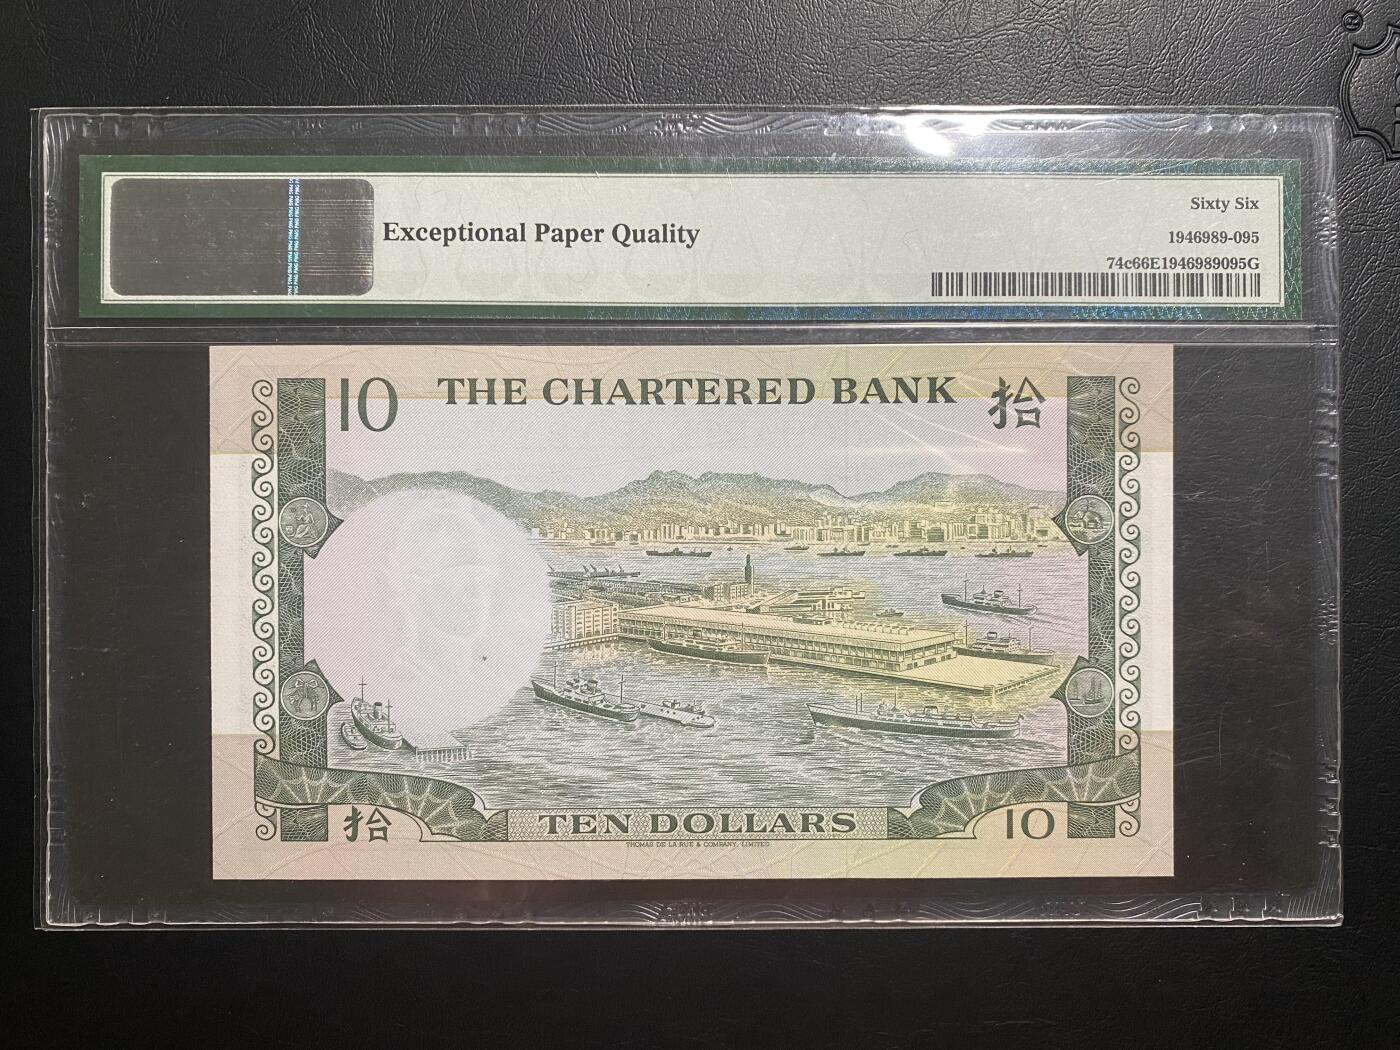 Exceptional Paper Quality
Sixty Six
1946989-095
74c66E1946989095G
10 THE CHARTERED BANK 拾
拾 TEN DOLLARS 10
THOMAS DE LA RUE & COMPANY, LIMITED.